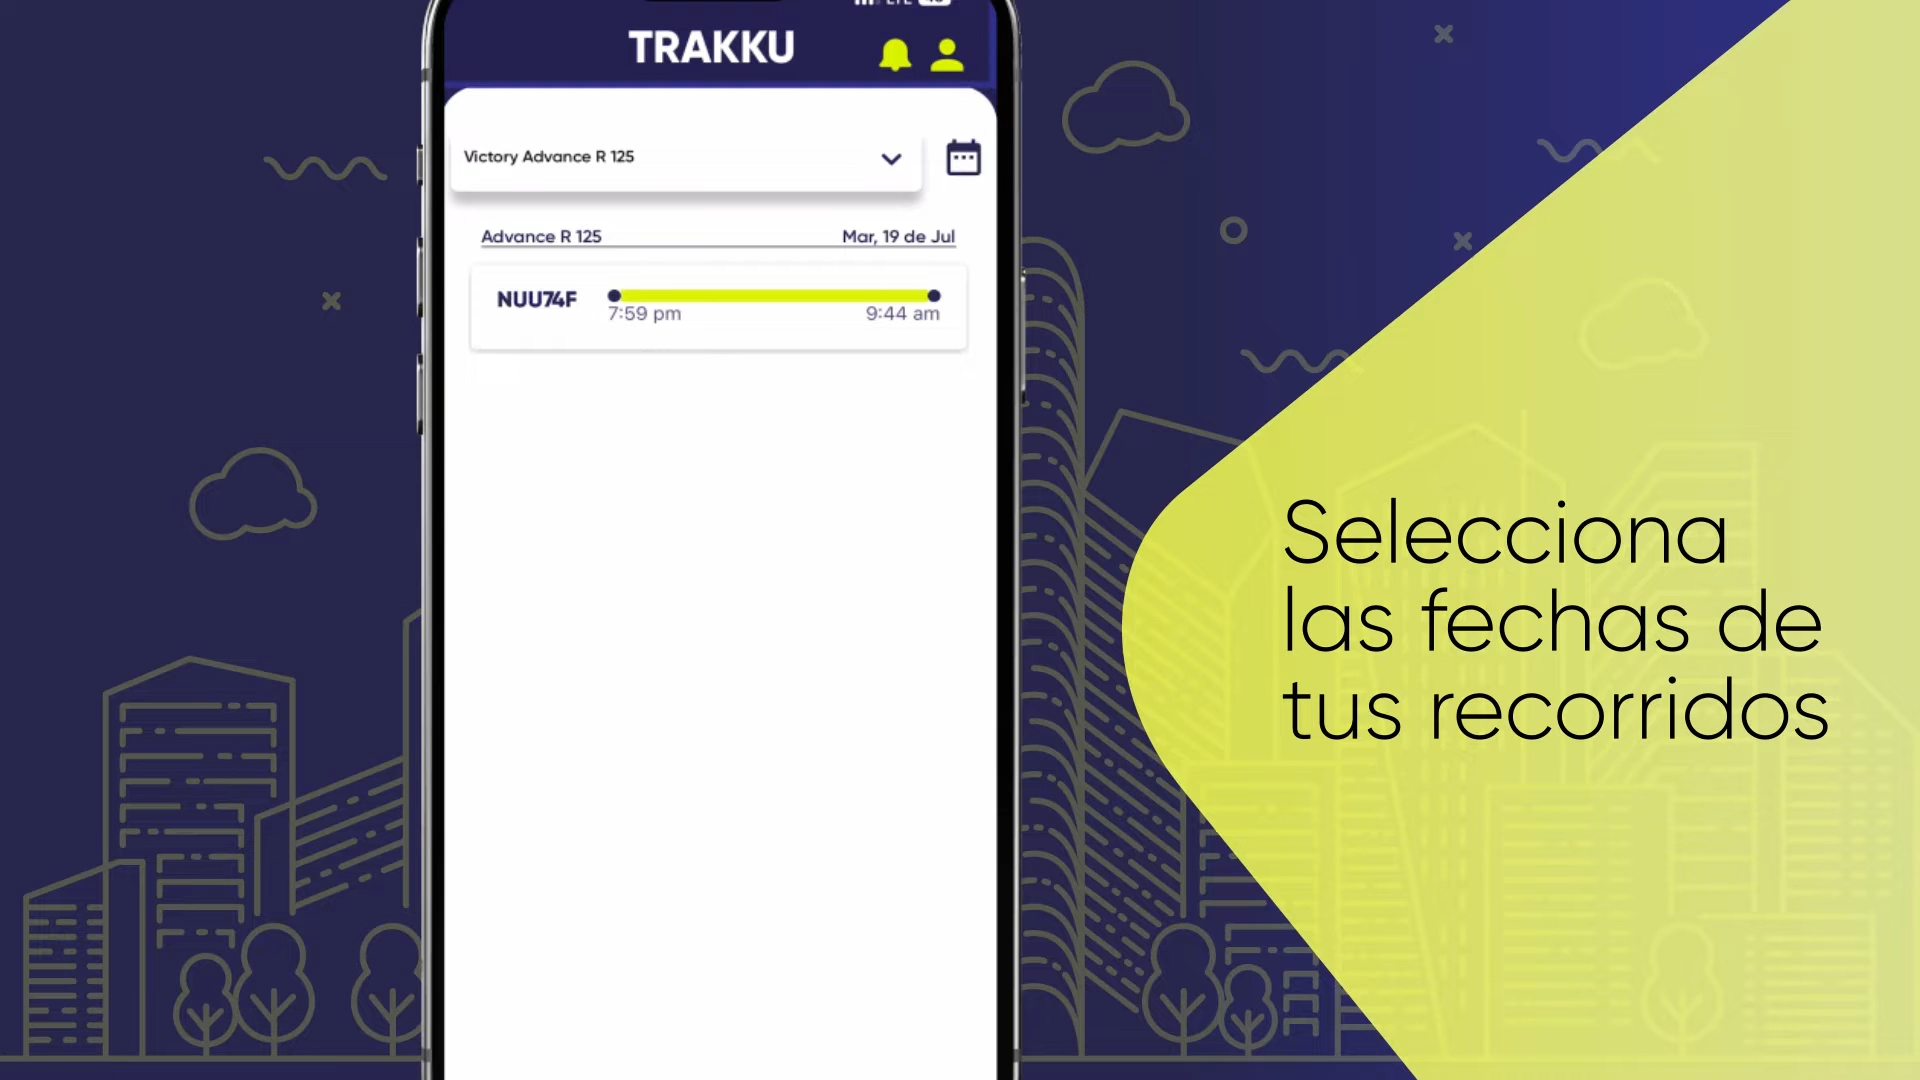 TRAKKU
Victory Advance R 125
Advance R 125
Mar, 19 de Jul
NUU74F
7:59 pm
9:44 am
Selecciona
las fechas de
tus recorridos